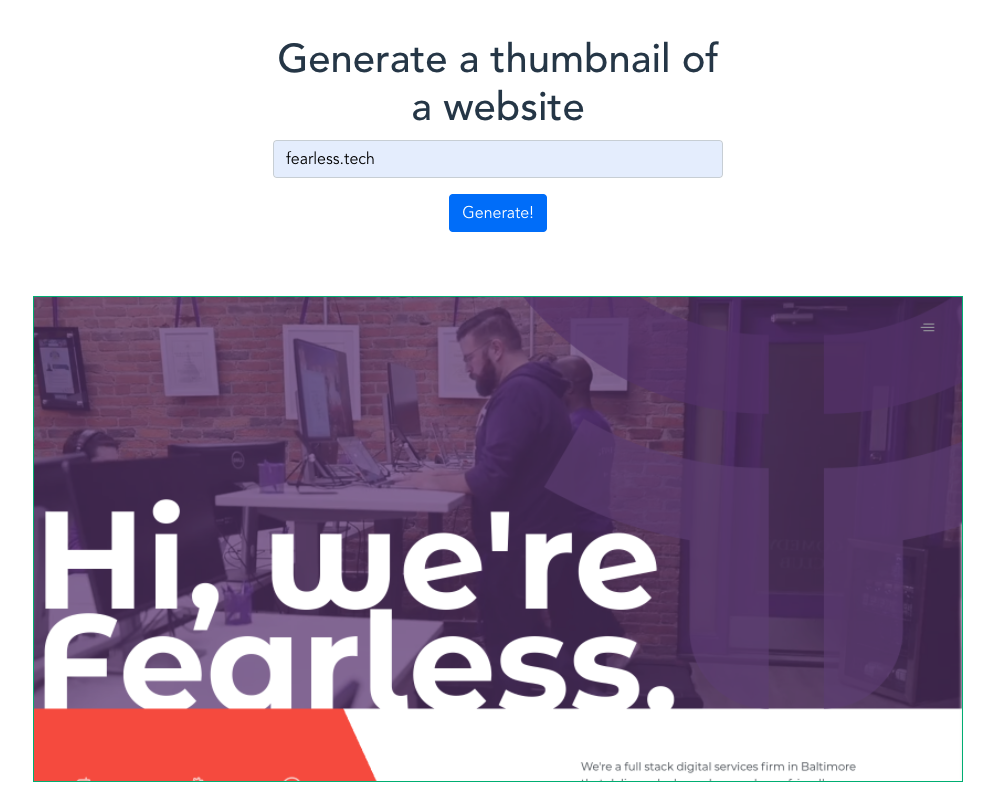 Generate a thumbnail of
a website
fearless.tech
Generate!
Hi, we're
Fearless.
We're a full stack digital services firm in Baltimore